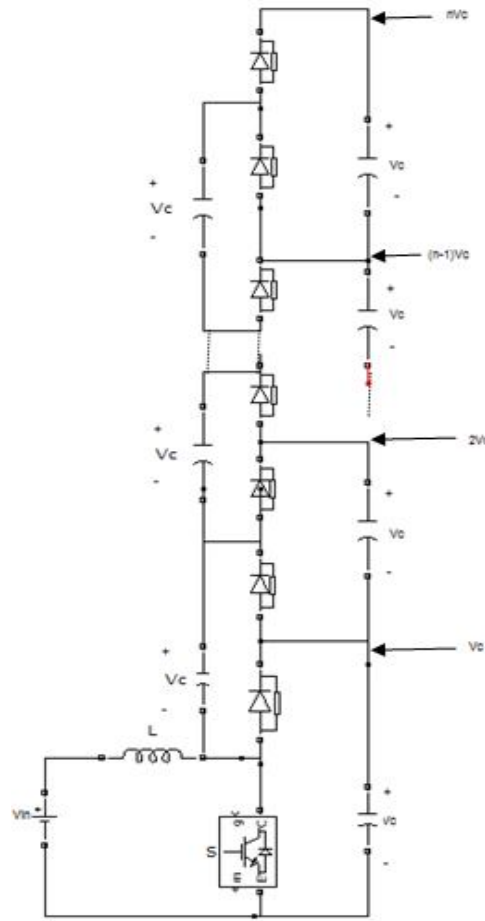 nVc
+
+
Vc
Vc
-
-
(n-1)Vc
+
Vc
-
+
2Vc
Vc
+
-
Vc
-
+
Vc
Vc
-
L
Vin
+
+
g
C
S
Vc
m
E
-